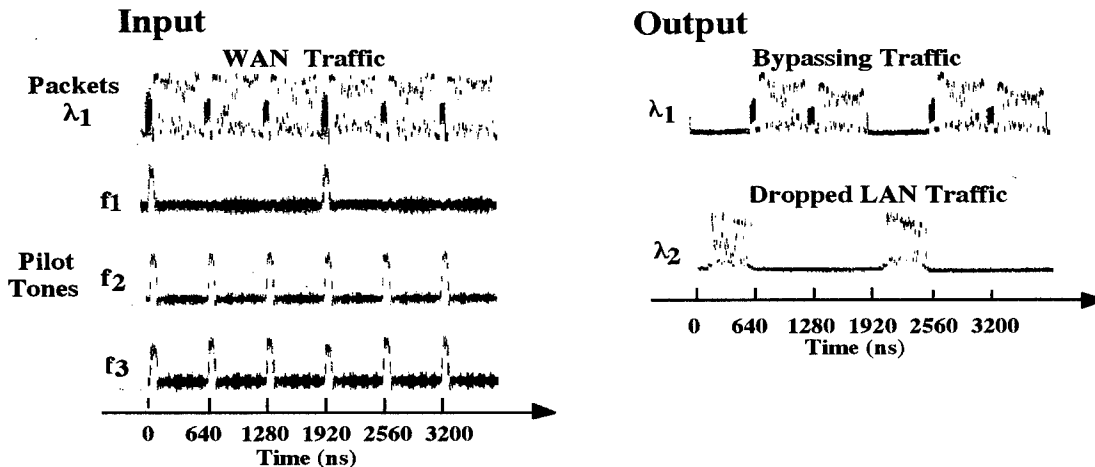 Input
WAN Traffic
Packets
λ1
f1
Pilot
Tones
f2
f3
0 640 1280 1920 2560 3200
Time (ns)
Output
Bypassing Traffic
λ1
Dropped LAN Traffic
λ2
0 640 1280 1920 2560 3200
Time (ns)